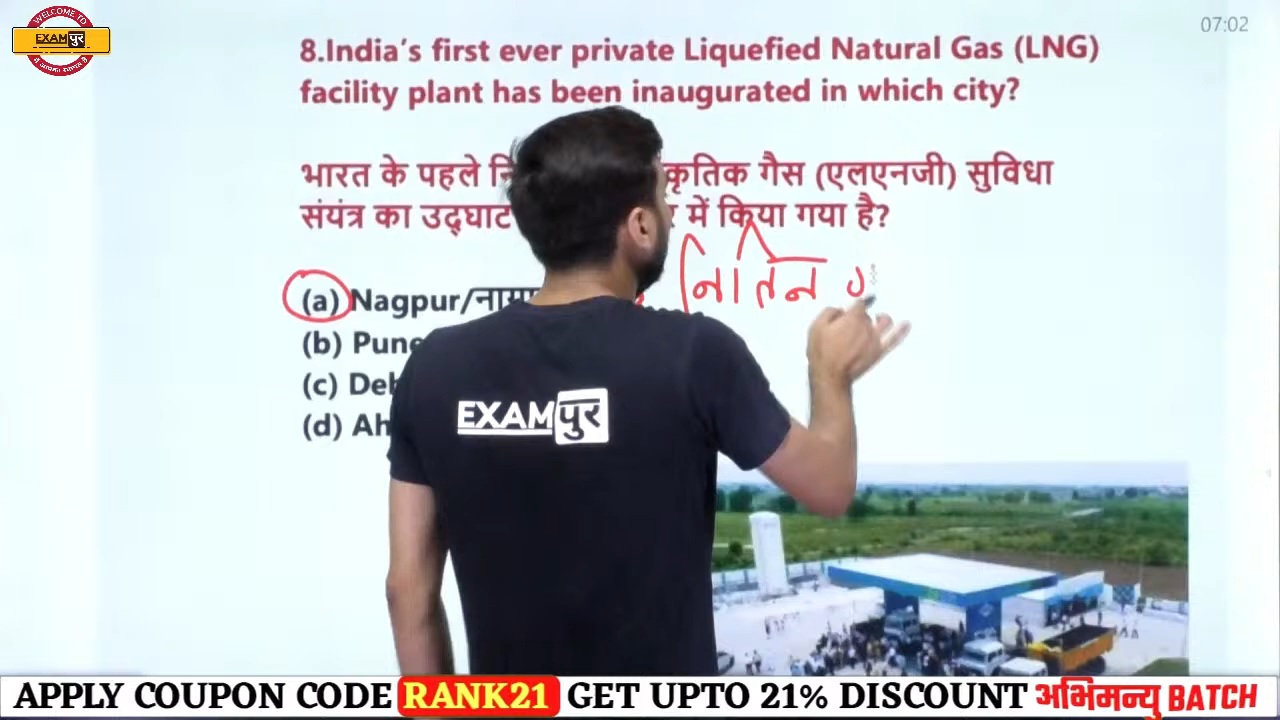 WELCOME TO
EXAMपुर
07:02
8.India's first ever private Liquefied Natural Gas (LNG)
facility plant has been inaugurated in which city?
भारत के पहले कृतिक गैस (एलएनजी) सुविधा
संयंत्र का उद्घाट में किया गया है?
(a) Nagpur/
नितिन
(b) Pune
(c)
(d)
EXAMपुर
APPLY COUPON CODE RANK21 GET UPTO 21% DISCOUNT अभिमन्यु BATCH